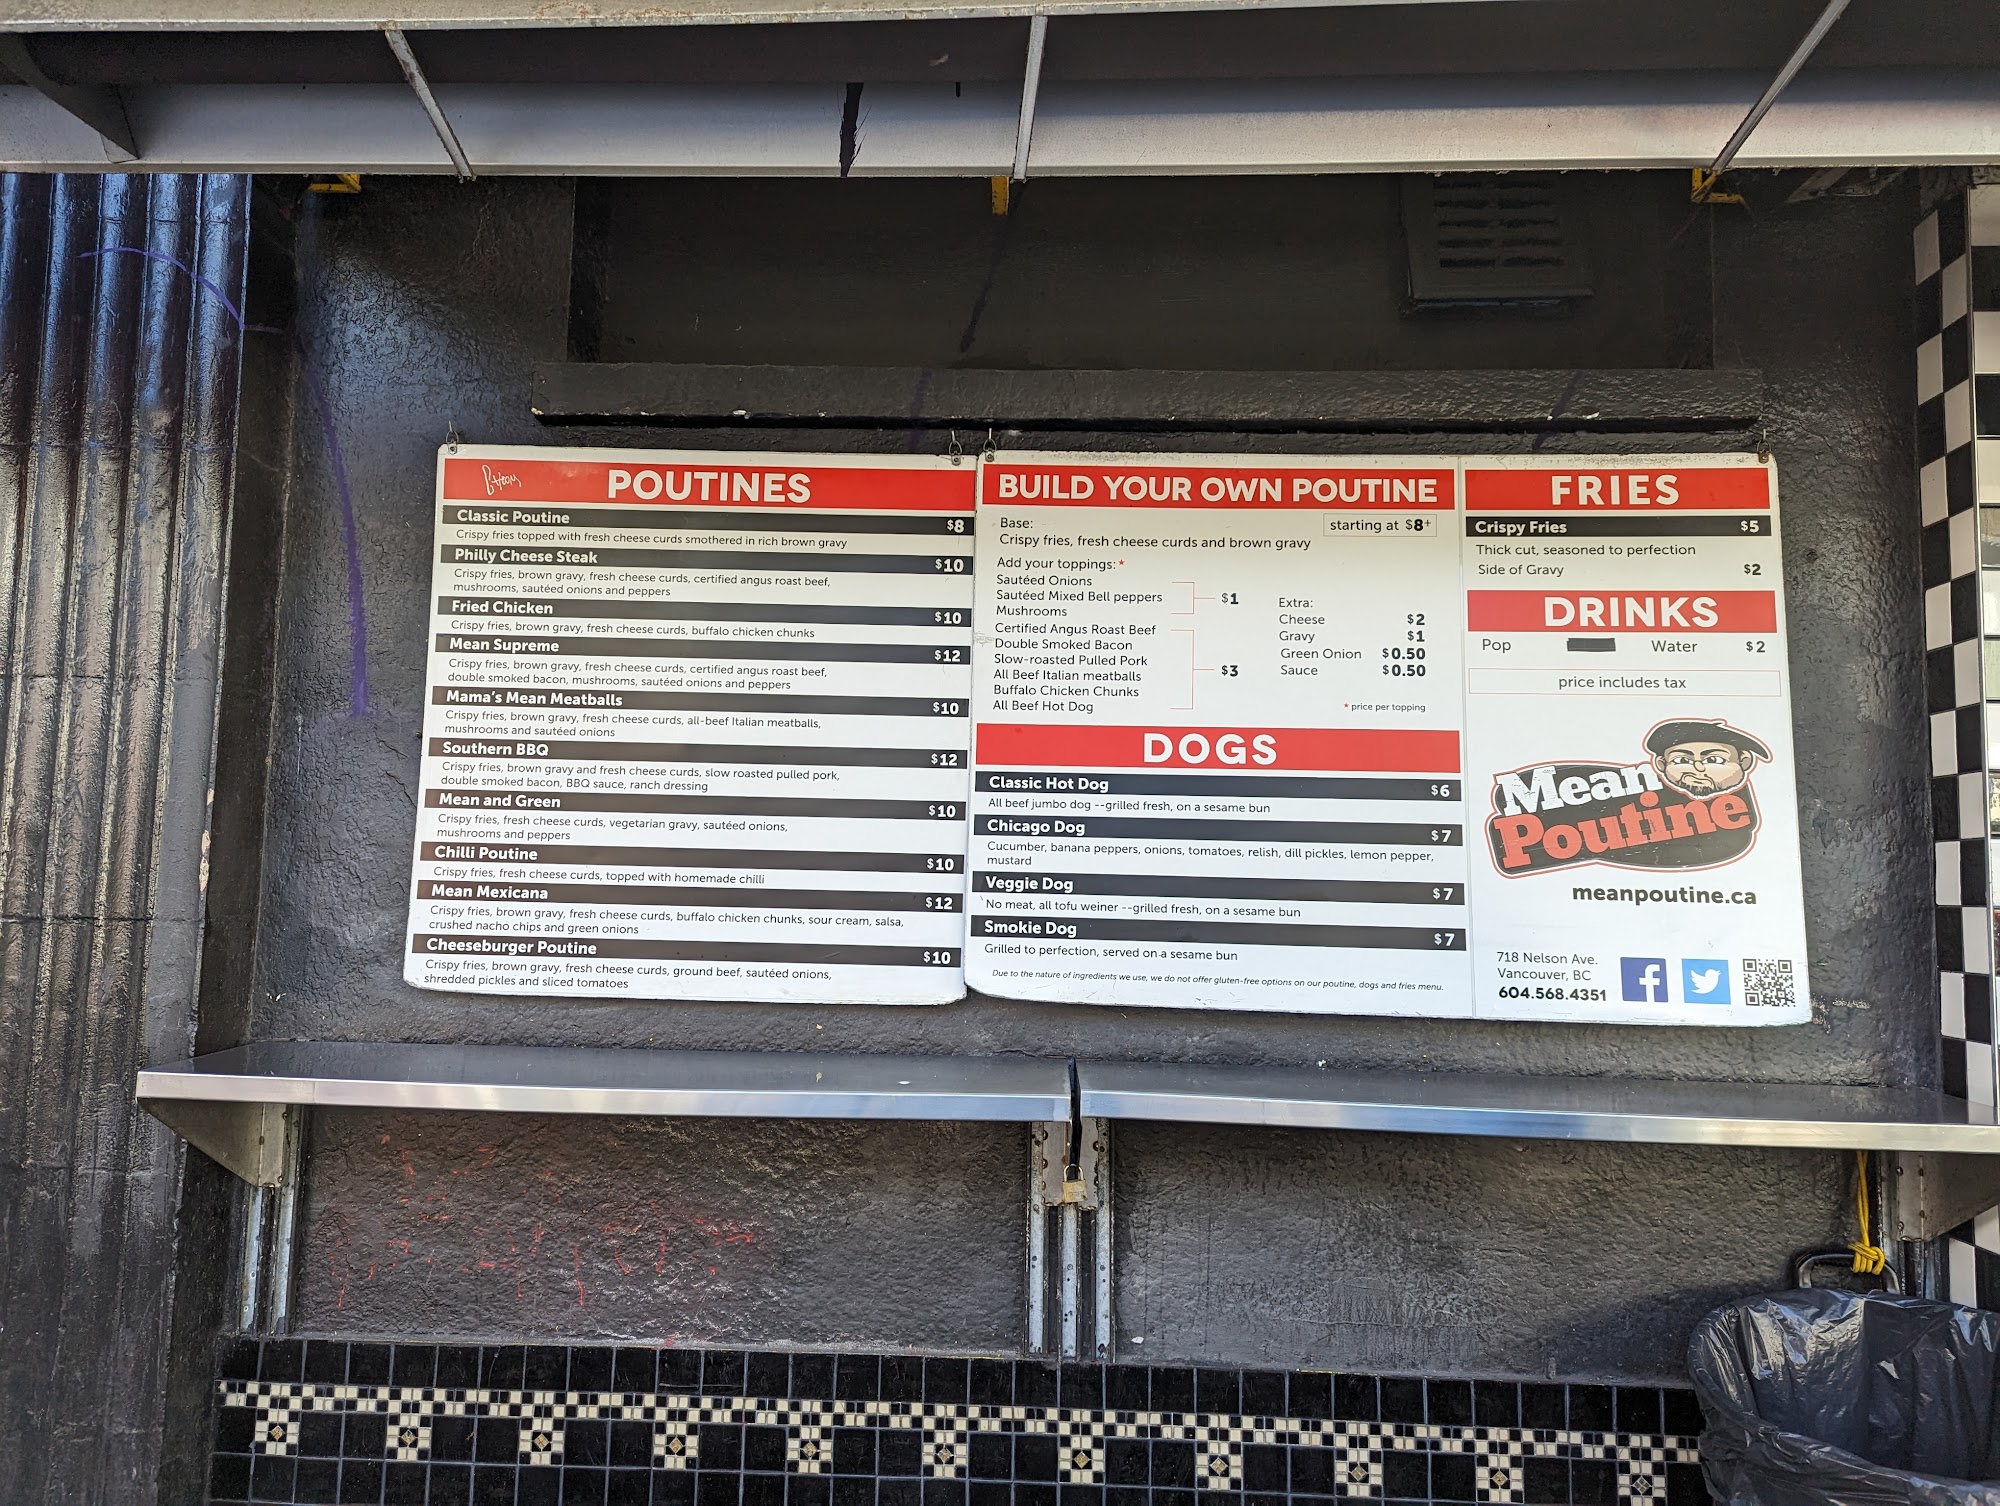 POUTINES
Classic Poutine $8
Crispy fries topped with fresh cheese curds smothered in rich brown gravy
Philly Cheese Steak $10
Crispy fries, brown gravy, fresh cheese curds, certified angus roast beef,
mushrooms, sautéed onions and peppers
Fried Chicken $10
Crispy fries, brown gravy, fresh cheese curds, buffalo chicken chunks
Mean Supreme $12
Crispy fries, brown gravy, fresh cheese curds, certified angus roast beef,
double smoked bacon, mushrooms, sautéed onions and peppers
Mama's Mean Meatballs $10
Crispy fries, brown gravy, fresh cheese curds, all-beef Italian meatballs,
mushrooms and sautéed onions
Southern BBQ $12
Crispy fries, brown gravy and fresh cheese curds, slow roasted pulled pork,
double smoked bacon, BBQ sauce, ranch dressing
Mean and Green $10
Crispy fries, fresh cheese curds, vegetarian gravy, sautéed onions,
mushrooms and peppers
Chilli Poutine $10
Crispy fries, fresh cheese curds, topped with homemade chilli
Mean Mexicana $12
Crispy fries, brown gravy, fresh cheese curds, buffalo chicken chunks, sour cream, salsa,
crushed nacho chips and green onions
Cheeseburger Poutine $10
Crispy fries, brown gravy, fresh cheese curds, ground beef, sautéed onions,
shredded pickles and sliced tomatoes
BUILD YOUR OWN POUTINE
Base: starting at $8+
Crispy fries, fresh cheese curds and brown gravy
Add your toppings:*
Sautéed Onions
Sautéed Mixed Bell peppers $1
Mushrooms
Certified Angus Roast Beef
Double Smoked Bacon
Slow-roasted Pulled Pork
All Beef Italian meatballs $3
Buffalo Chicken Chunks
All Beef Hot Dog
Extra:
Cheese $2
Gravy $1
Green Onion $0.50
Sauce $0.50
* price per topping
DOGS
Classic Hot Dog $6
All beef jumbo dog --grilled fresh, on a sesame bun
Chicago Dog $7
Cucumber, banana peppers, onions, tomatoes, relish, dill pickles, lemon pepper,
mustard
Veggie Dog $7
No meat, all tofu weiner --grilled fresh, on a sesame bun
Smokie Dog $7
Grilled to perfection, served on a sesame bun
Due to the nature of ingredients we use, we do not offer gluten-free options on our poutine, dogs and fries menu.
FRIES
Crispy Fries $5
Thick cut, seasoned to perfection
Side of Gravy $2
DRINKS
Pop Water $2
price includes tax
Mean
Poutine
meanpoutine.ca
718 Nelson Ave.
Vancouver, BC
604.568.4351